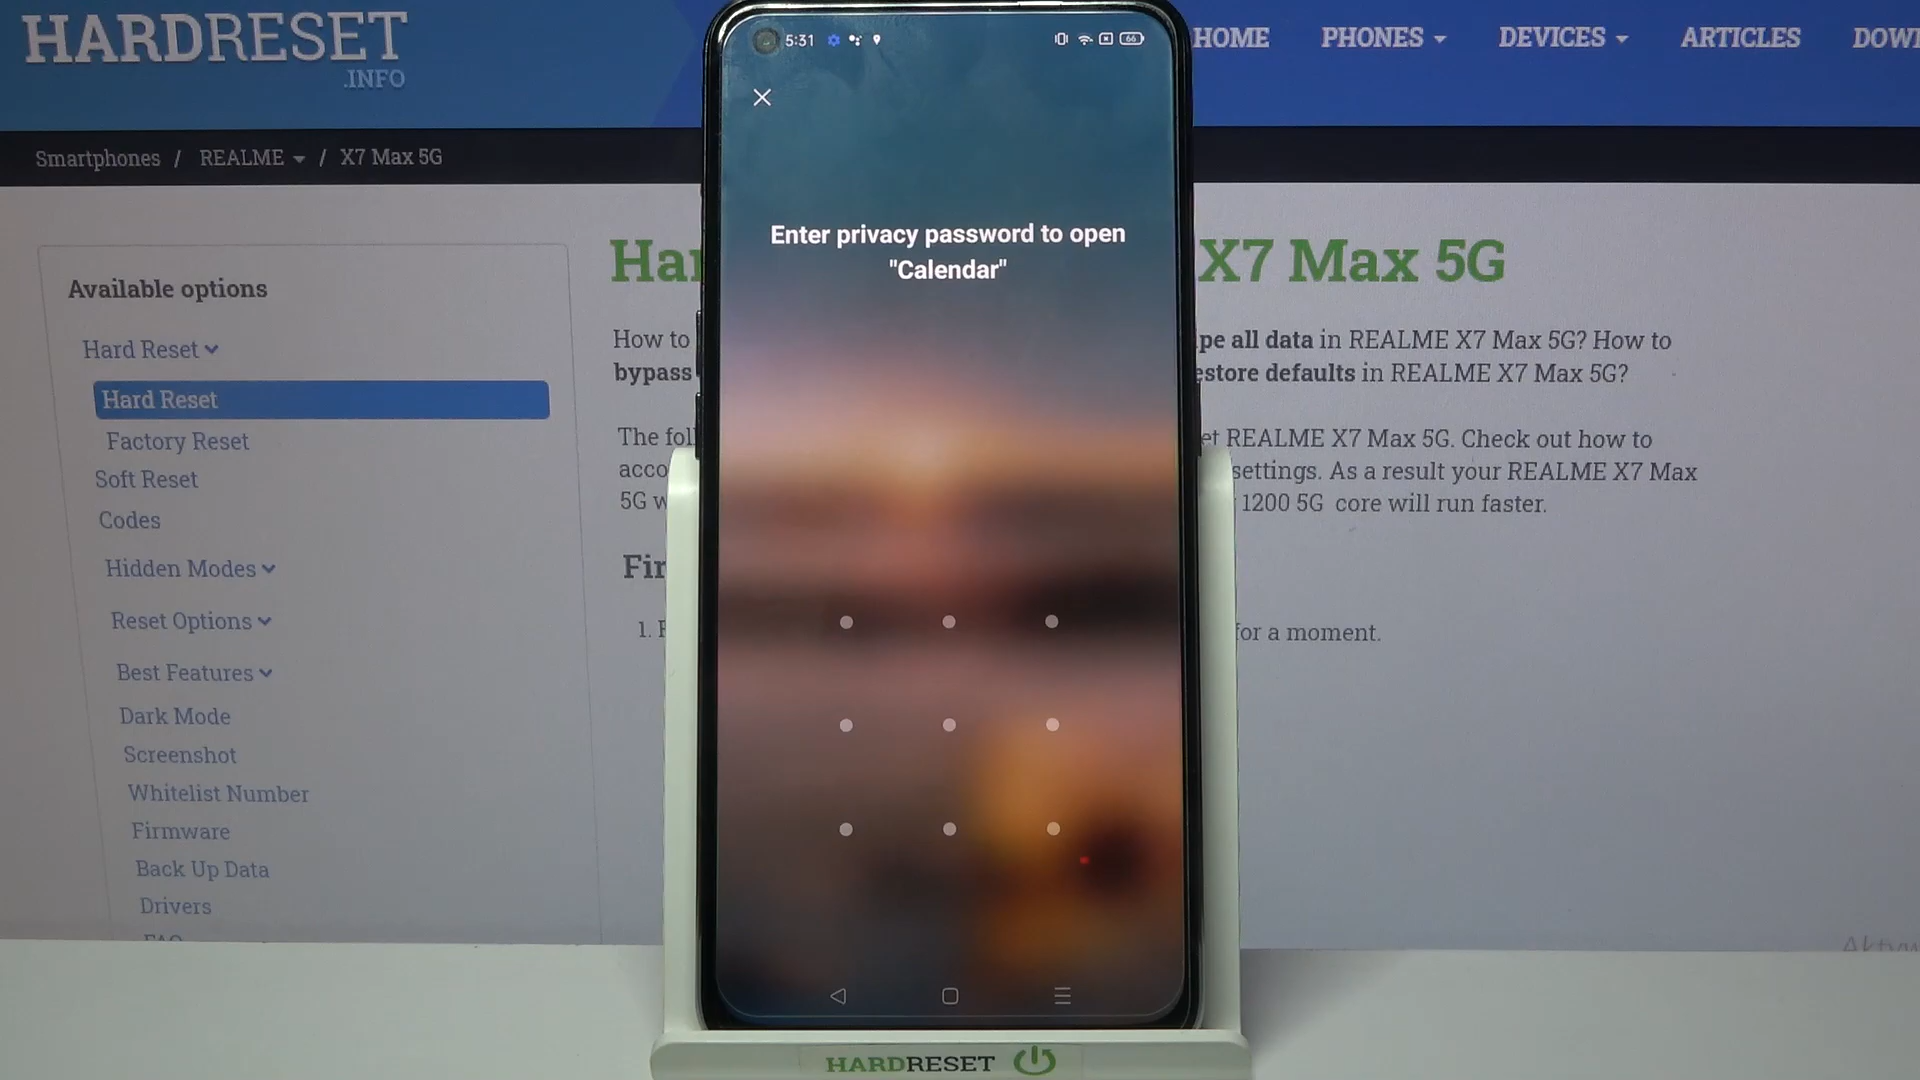 HARDRESET
.INFO
HOME PHONES DEVICES ARTICLES
Smartphones / REALME / X7 Max 5G
5:31
66
Enter privacy password to open
"Calendar"
Available options
Hard Reset
Hard Reset
Factory Reset
Soft Reset
Codes
Hidden Modes
Reset Options
Best Features
Dark Mode
Screenshot
Whitelist Number
Firmware
Back Up Data
Drivers
X7 Max 5G
How to
all data in REALME X7 Max 5G? How to
bypass
defaults in REALME X7 Max 5G?
The
REALME X7 Max 5G. Check out how to
settings. As a result your REALME X7 Max
5G
1200 5G core will run faster.
1.
for a moment.
HARDRESET